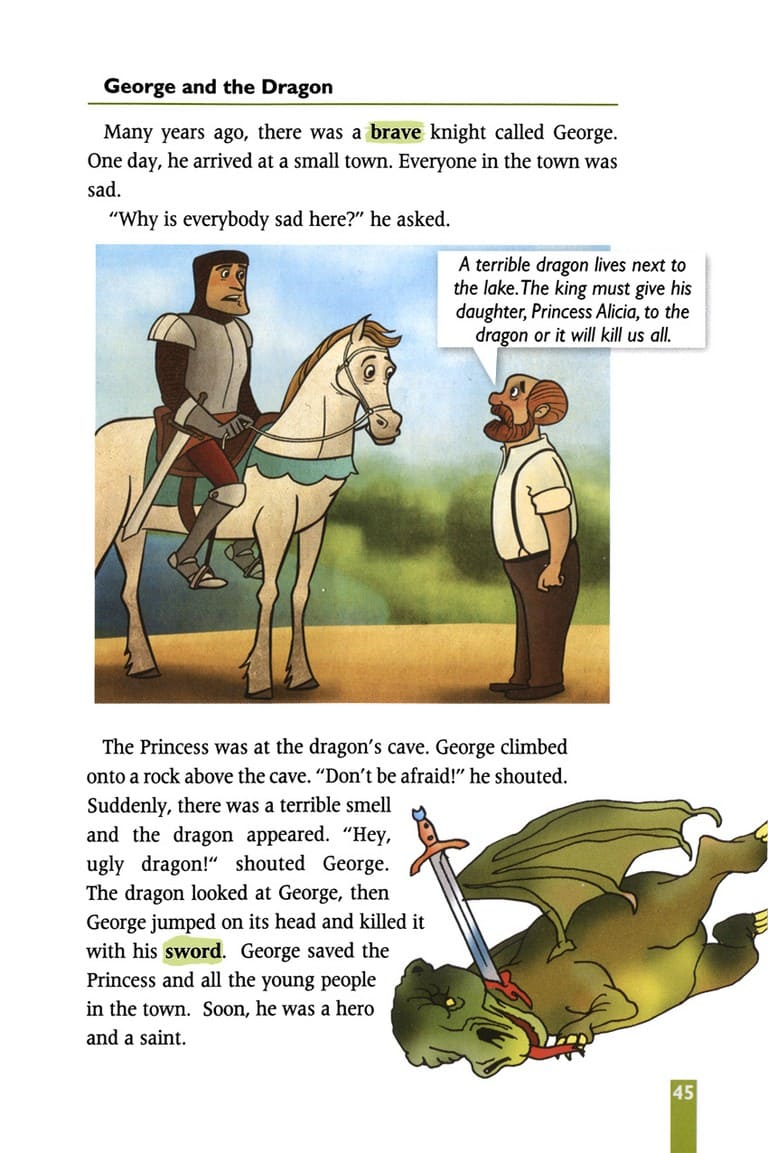 George and the Dragon
Many years ago, there was a brave knight called George.
One day, he arrived at a small town. Everyone in the town was
sad.
“Why is everybody sad here?” he asked.
A terrible dragon lives next to
the lake. The king must give his
daughter, Princess Alicia, to the
dragon or it will kill us all.
The Princess was at the dragon’s cave. George climbed
onto a rock above the cave. “Don’t be afraid!” he shouted.
Suddenly, there was a terrible smell
and the dragon appeared. “Hey,
ugly dragon!“ shouted George.
The dragon looked at George, then
George jumped on its head and killed it
with his sword. George saved the
Princess and all the young people
in the town. Soon, he was a hero
and a saint.
45